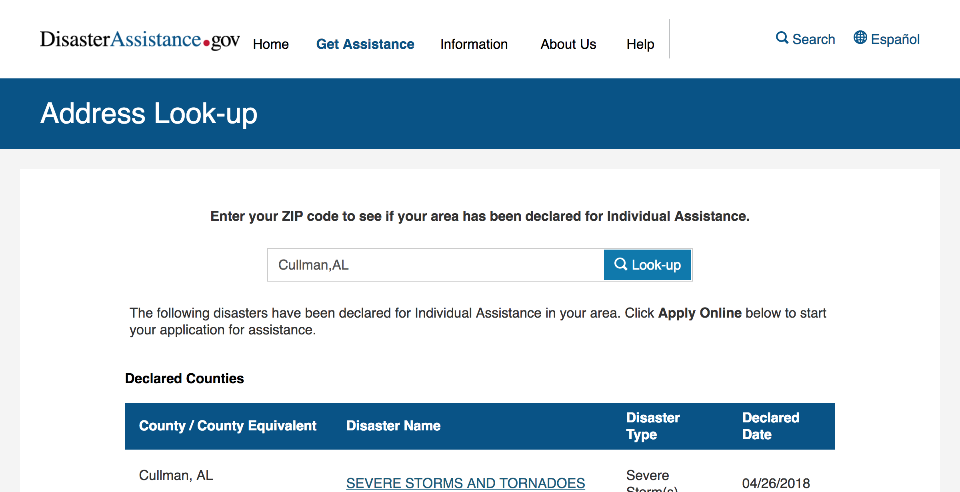 DisasterAssistance.gov Home Get Assistance Information About Us Help Search Español
Address Look-up
Enter your ZIP code to see if your area has been declared for Individual Assistance.
Cullman,AL Look-up
The following disasters have been declared for Individual Assistance in your area. Click Apply Online below to start
your application for assistance.
Declared Counties
County / County Equivalent Disaster Name Disaster Type Declared Date
Cullman, AL SEVERE STORMS AND TORNADOES Severe Storm(s) 04/26/2018